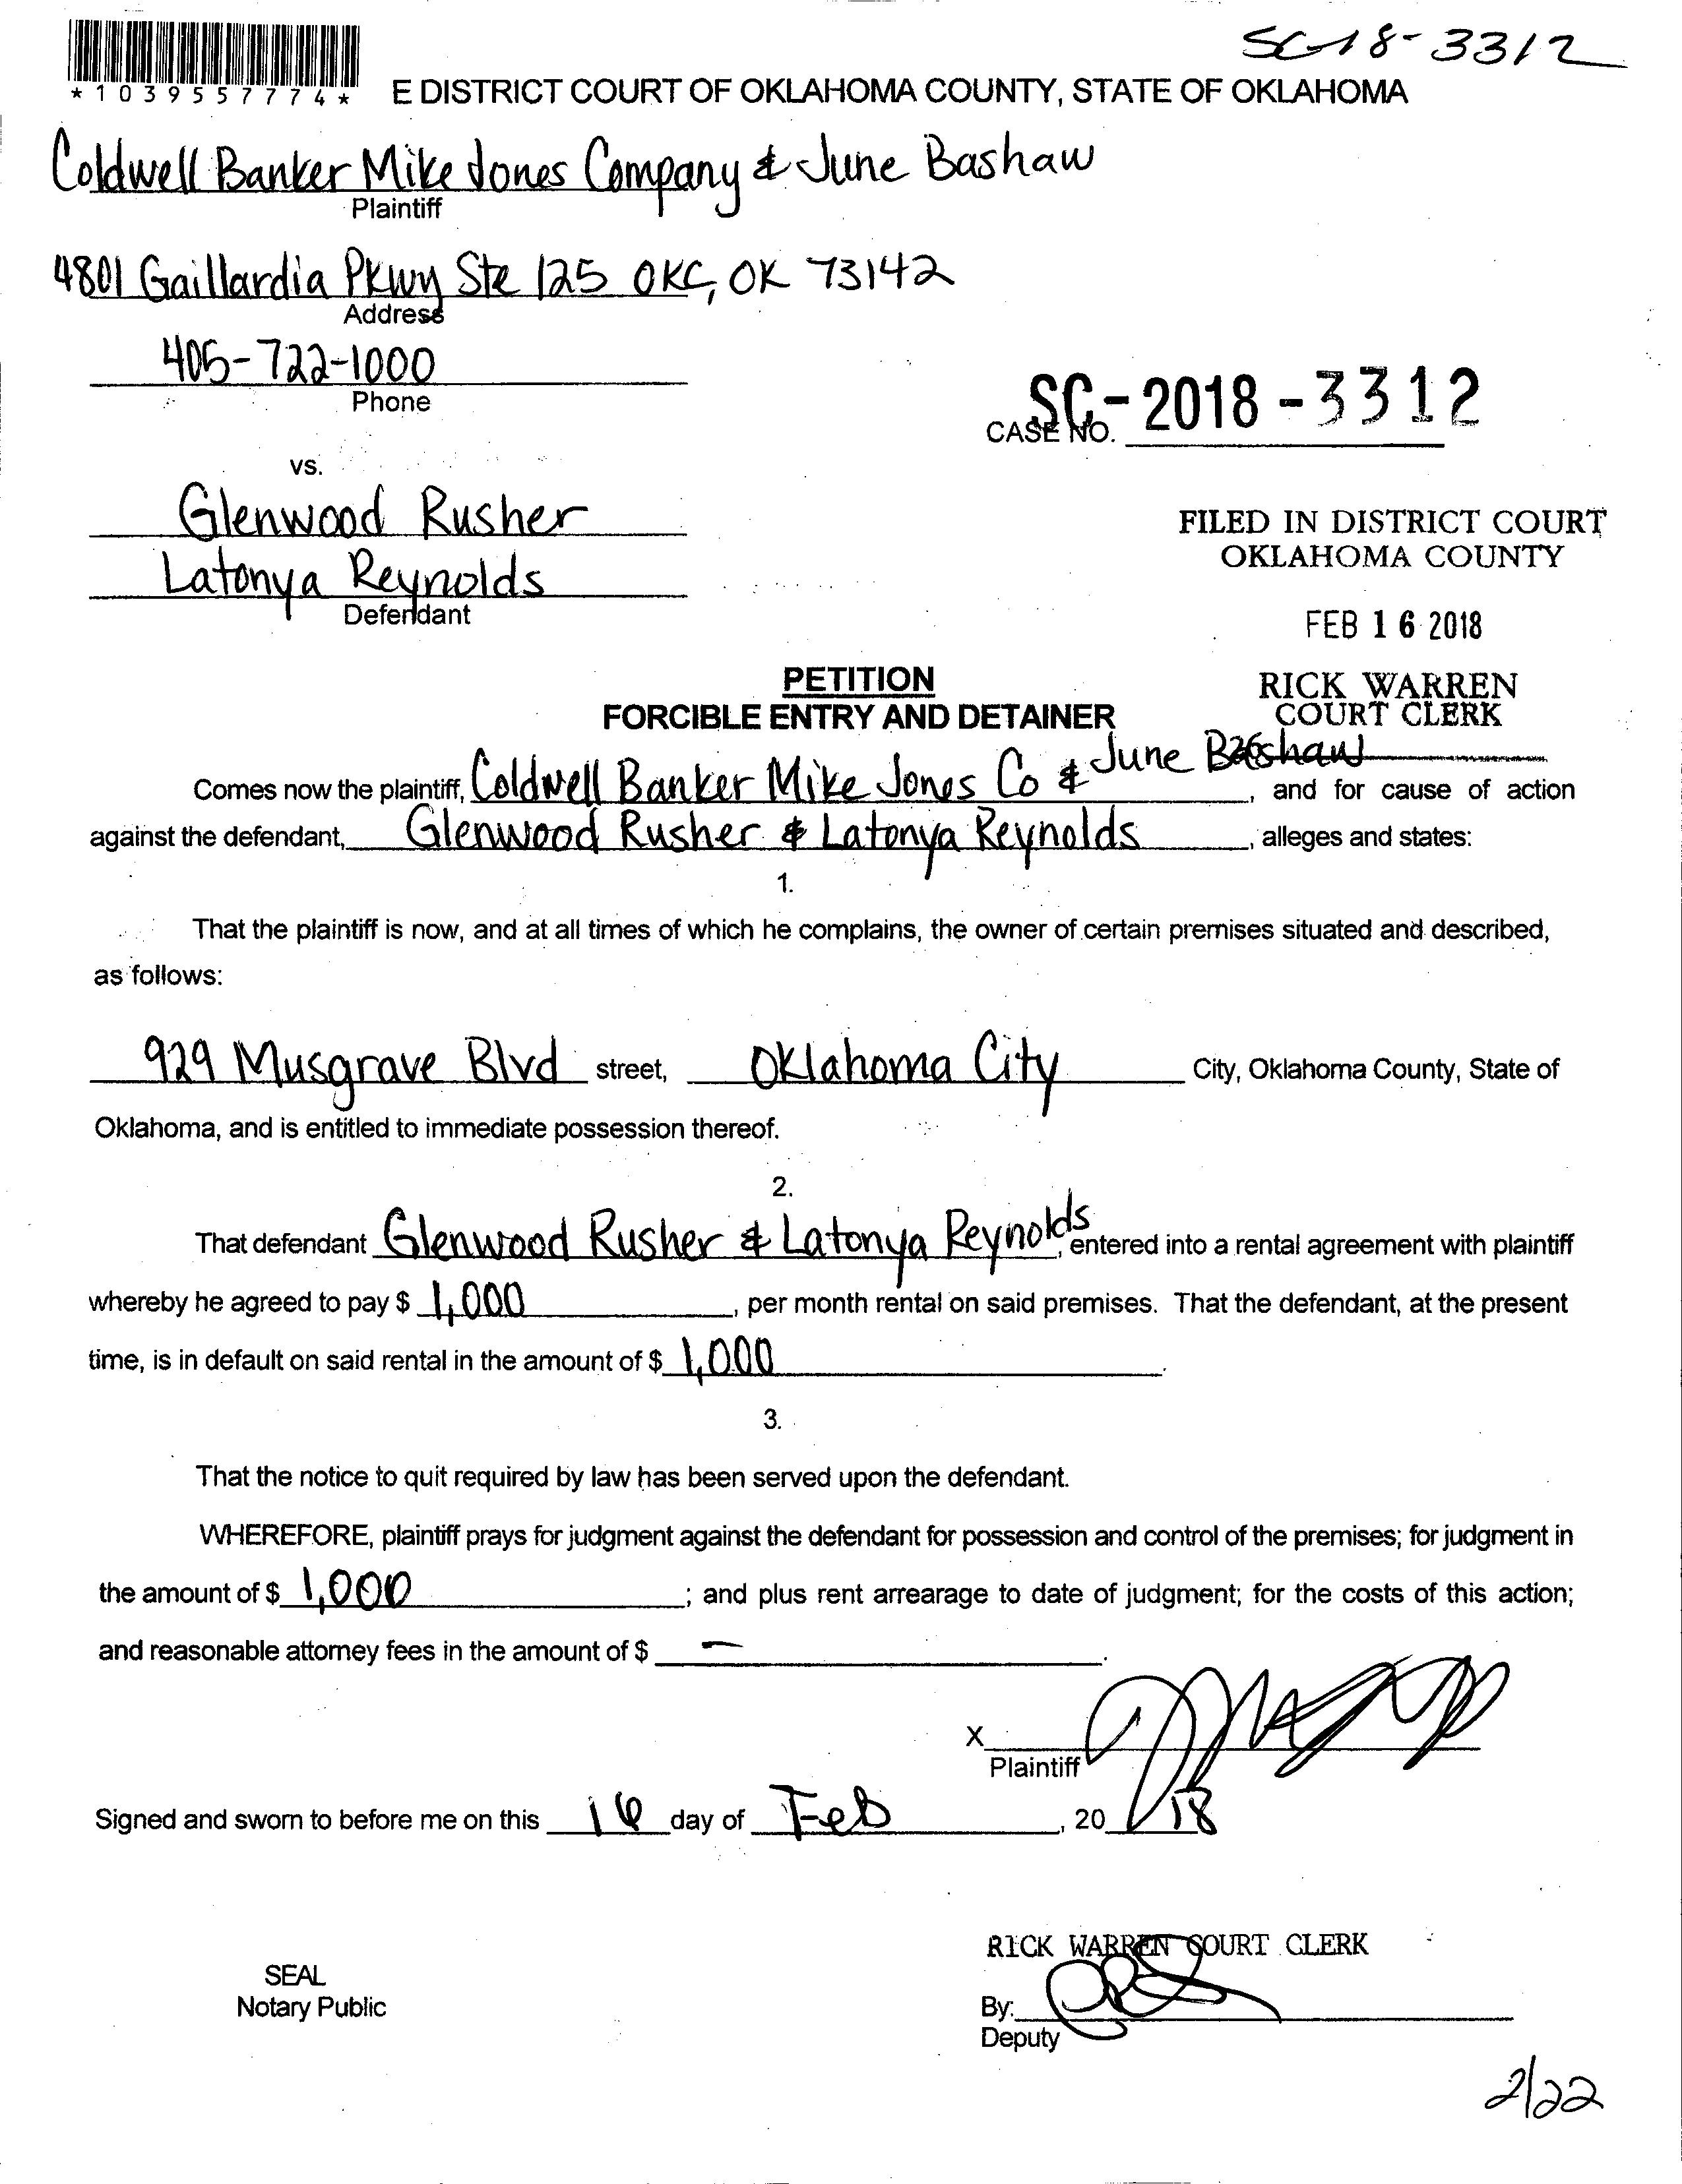 SC-18-3312
*1039557774*
E DISTRICT COURT OF OKLAHOMA COUNTY, STATE OF OKLAHOMA
Coldwell Banker Mike Jones Company & June Bashaw
Plaintiff
4801 Gaillardia Pkwy Ste 125 OKC, OK 73142
Address
405-722-1000
Phone
SC-2018-3312
CASE NO.
vs.
Glenwood Rusher
Latonya Reynolds
Defendant
FILED IN DISTRICT COURT
OKLAHOMA COUNTY
FEB 16 2018
RICK WARREN
COURT CLERK
PETITION
FORCIBLE ENTRY AND DETAINER
Comes now the plaintiff, Coldwell Banker Mike Jones Co & June Bashaw, and for cause of action
against the defendant, Glenwood Rusher & Latonya Reynolds, alleges and states:
1.
That the plaintiff is now, and at all times of which he complains, the owner of certain premises situated and described,
as follows:
929 Musgrave Blvd street, Oklahoma City City, Oklahoma County, State of
Oklahoma, and is entitled to immediate possession thereof.
2.
That defendant Glenwood Rusher & Latonya Reynolds, entered into a rental agreement with plaintiff
whereby he agreed to pay $ 1,000, per month rental on said premises. That the defendant, at the present
time, is in default on said rental in the amount of $ 1,000.
3.
That the notice to quit required by law has been served upon the defendant.
WHEREFORE, plaintiff prays for judgment against the defendant for possession and control of the premises; for judgment in
the amount of $ 1,000; and plus rent arrearage to date of judgment; for the costs of this action;
and reasonable attorney fees in the amount of $ —.
X
Plaintiff
Signed and sworn to before me on this 16 day of Feb, 20 18
RICK WARREN COURT CLERK
SEAL
Notary Public
By:
Deputy
2/22